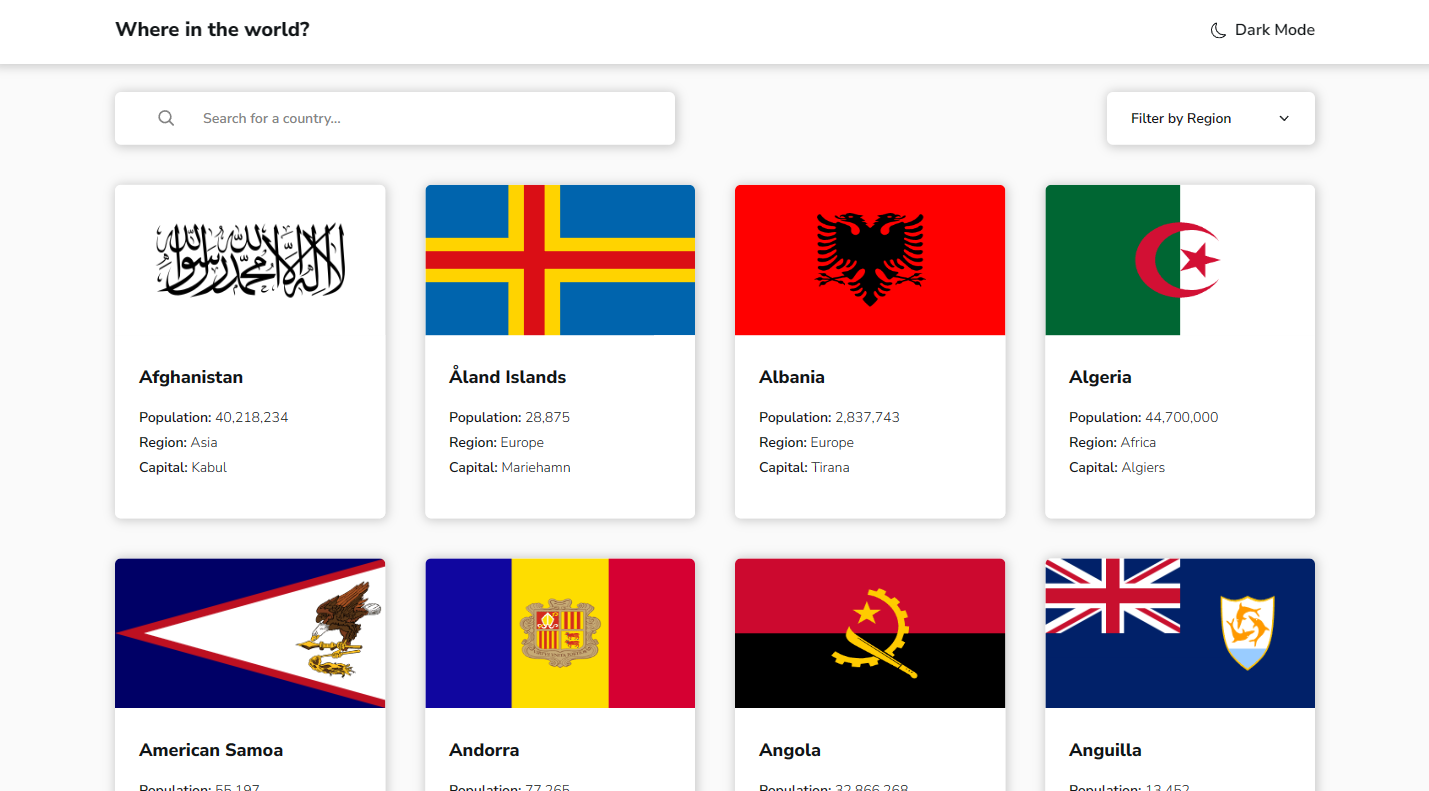 Where in the world?
Dark Mode
Search for a country...
Filter by Region
لا إله إلا الله محمد رسول الله
Afghanistan
Population: 40,218,234
Region: Asia
Capital: Kabul
Åland Islands
Population: 28,875
Region: Europe
Capital: Mariehamn
Albania
Population: 2,837,743
Region: Europe
Capital: Tirana
Algeria
Population: 44,700,000
Region: Africa
Capital: Algiers
American Samoa
Population: 55,197
Andorra
Population: 77,265
Angola
Population: 32,866,268
Anguilla
Population: 13,452